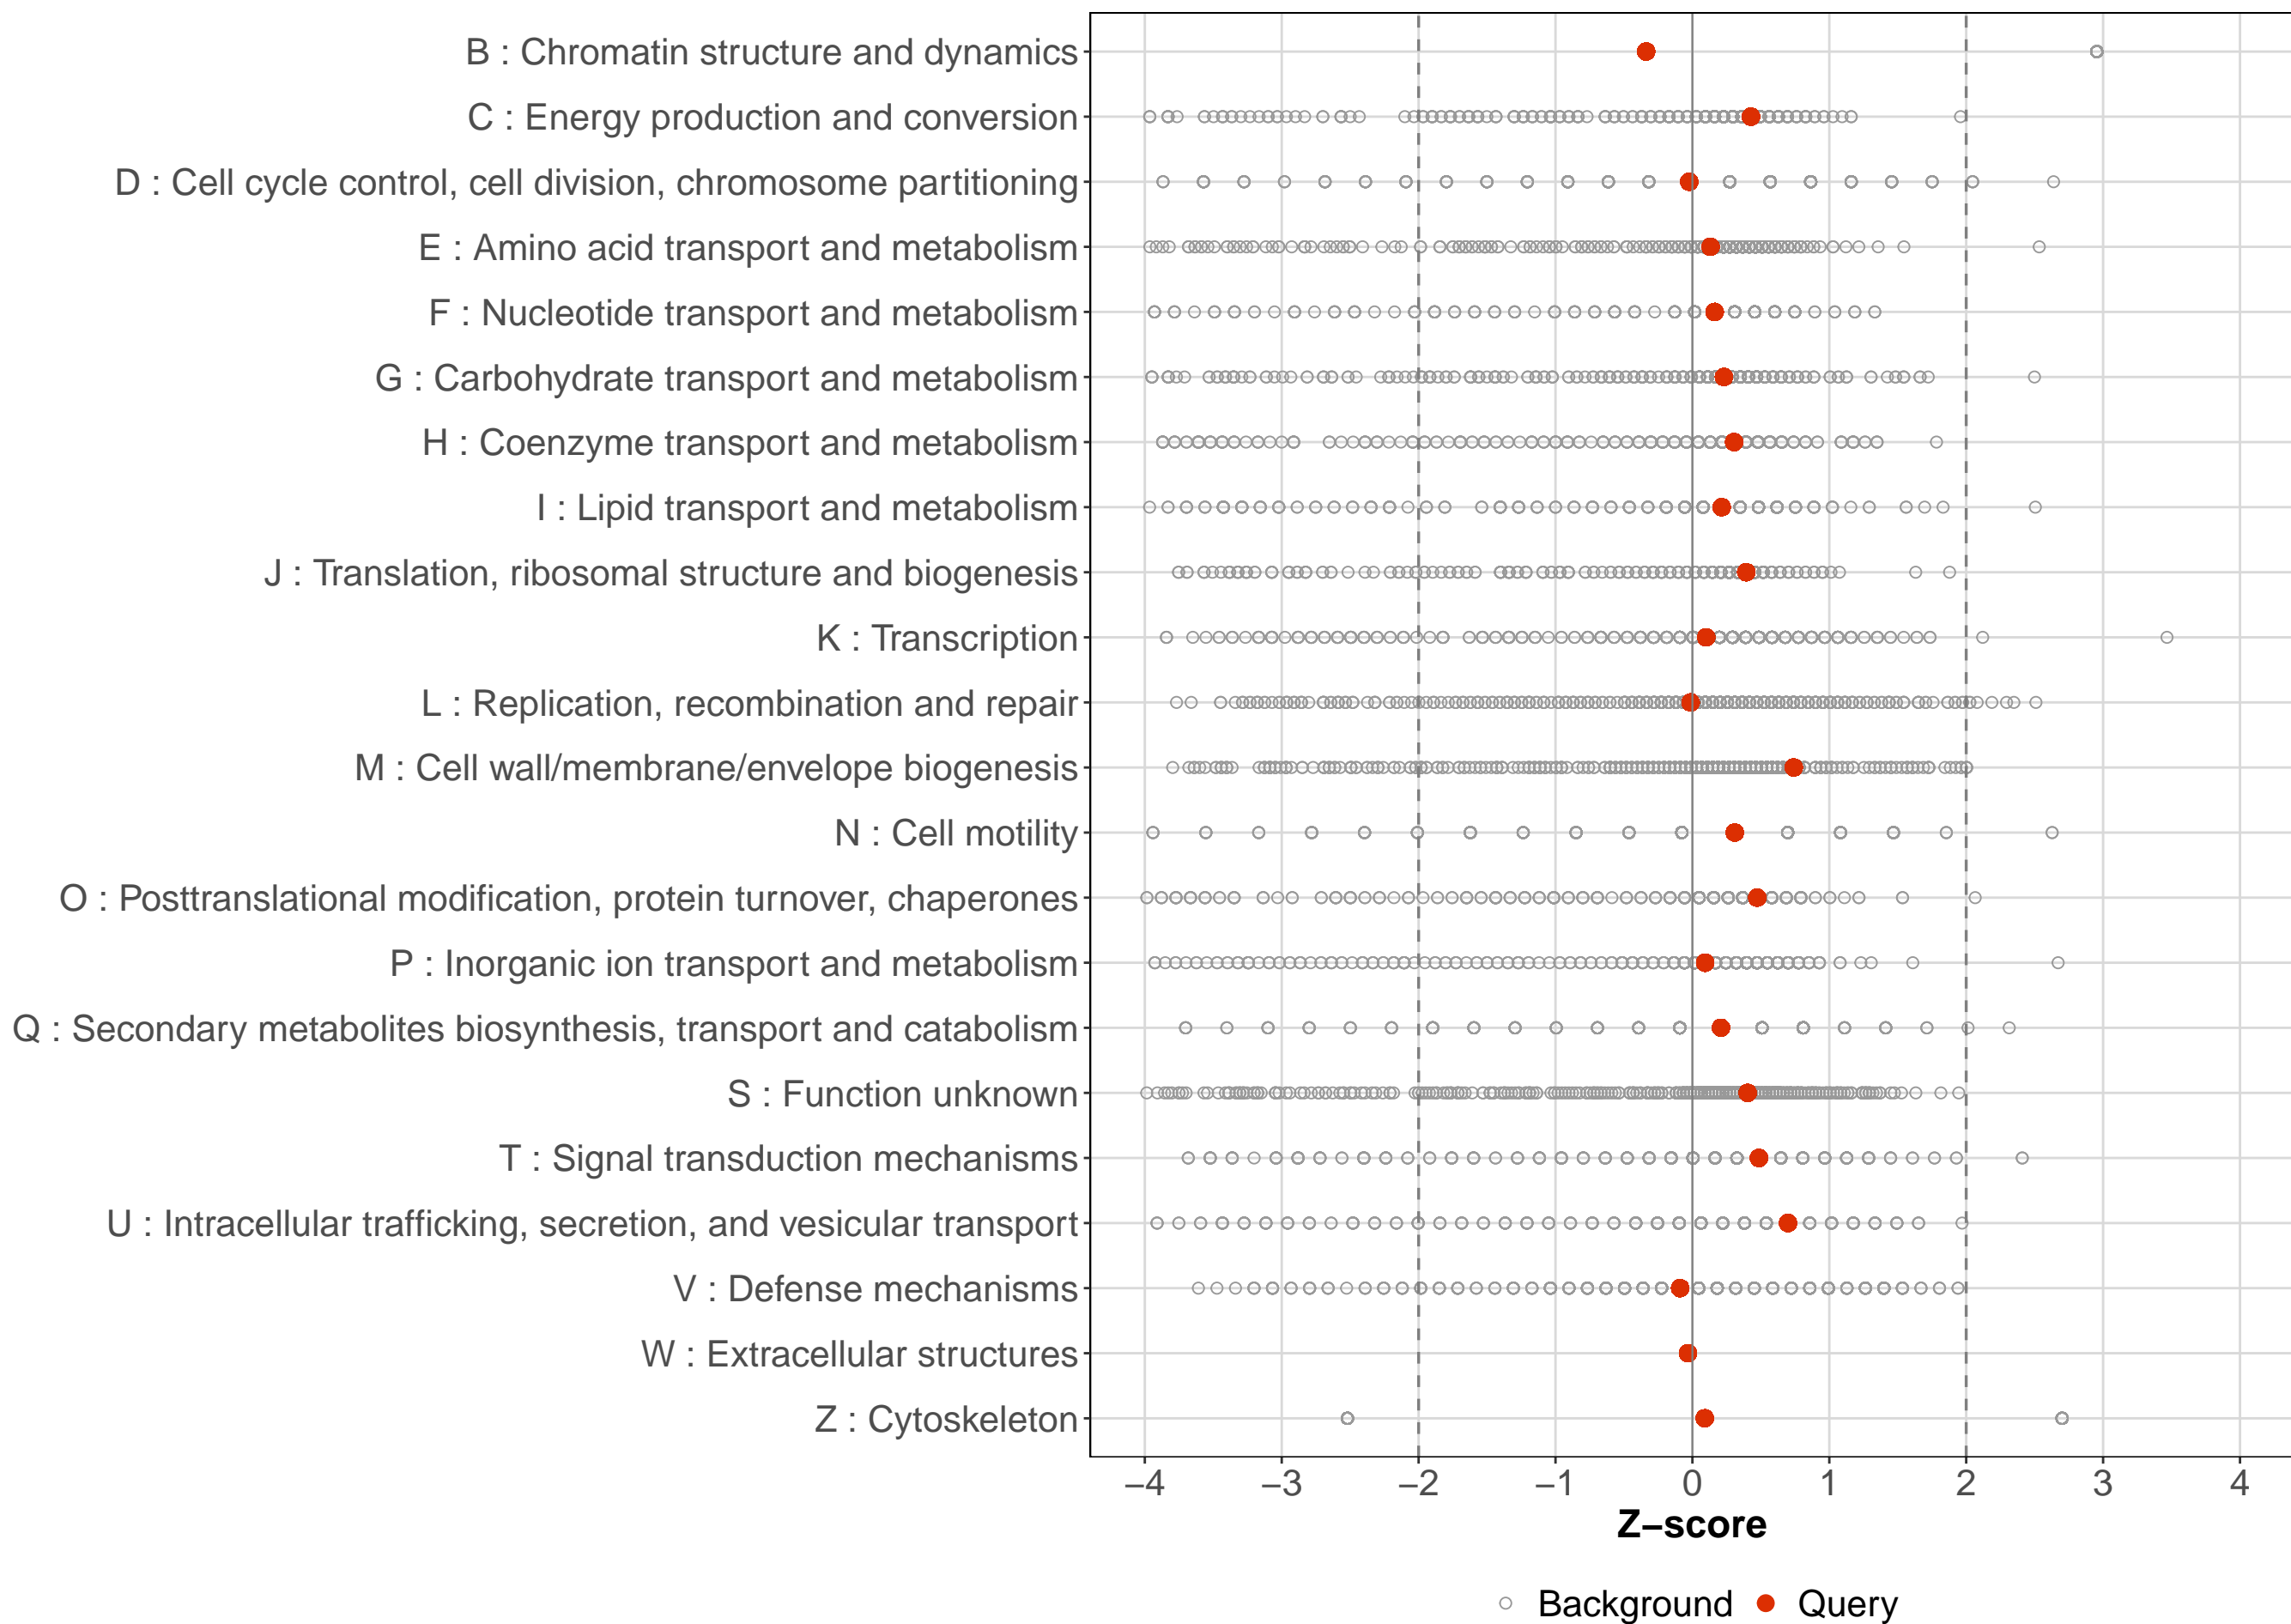 B : Chromatin structure and dynamics
C : Energy production and conversion
D : Cell cycle control, cell division, chromosome partitioning
E : Amino acid transport and metabolism
F : Nucleotide transport and metabolism
G : Carbohydrate transport and metabolism
H : Coenzyme transport and metabolism
I : Lipid transport and metabolism
J : Translation, ribosomal structure and biogenesis
K : Transcription
L : Replication, recombination and repair
M : Cell wall/membrane/envelope biogenesis
N : Cell motility
O : Posttranslational modification, protein turnover, chaperones
P : Inorganic ion transport and metabolism
Q : Secondary metabolites biosynthesis, transport and catabolism
S : Function unknown
T : Signal transduction mechanisms
U : Intracellular trafficking, secretion, and vesicular transport
V : Defense mechanisms
W : Extracellular structures
Z : Cytoskeleton
−4 −3 −2 −1 0 1 2 3 4
Z−score
Background Query